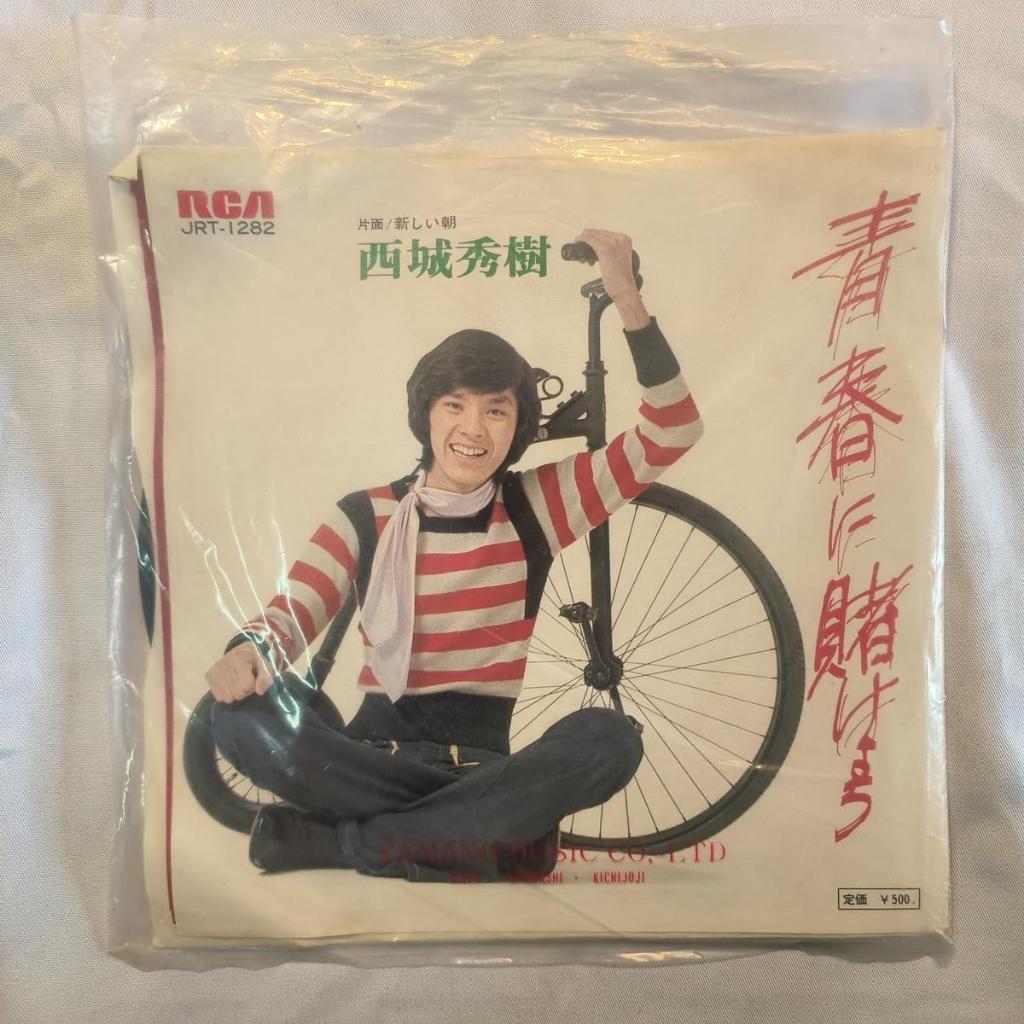 RCA
JRT-1282
片面/新しい朝
西城秀樹
青春に賭けよう
YAMANO MUSIC CO, LTD
• KICHIJOJI
定価 ￥500.